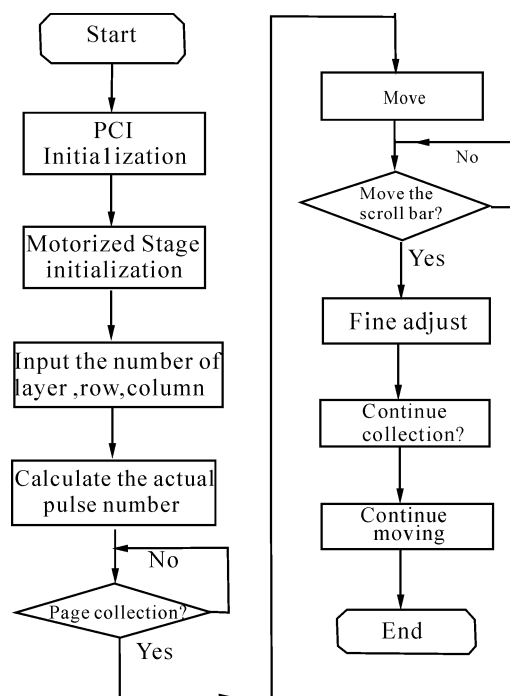 Start
PCI
Initialization
Motorized Stage
initialization
Input the number of
layer ,row,column
Calculate the actual
pulse number
No
Page collection?
Yes
Move
No
Move the
scroll bar?
Yes
Fine adjust
Continue
collection?
Continue
moving
End